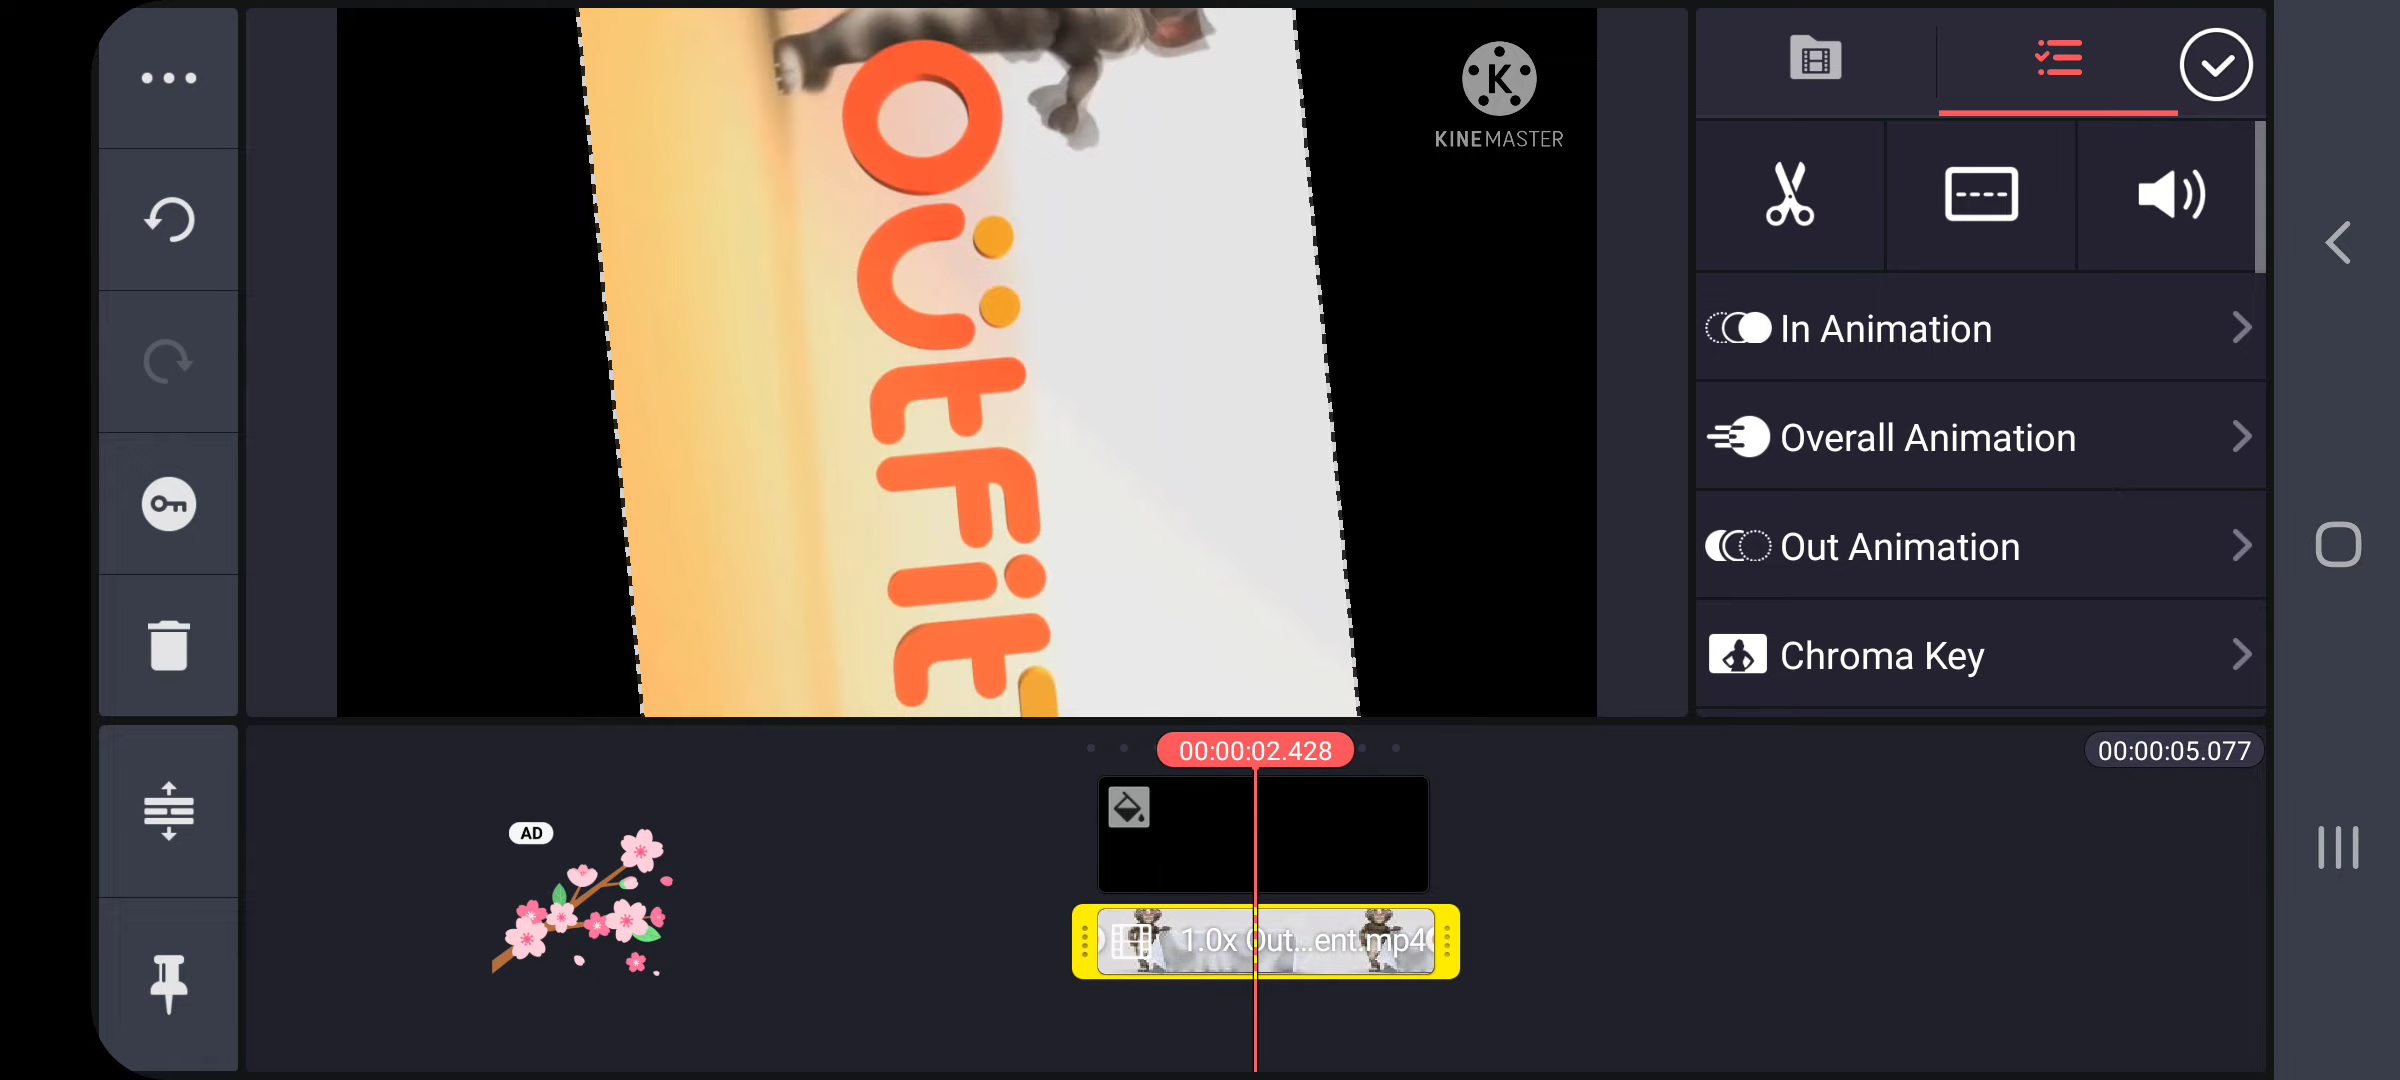 OUtFit
K
KINEMASTER
In Animation
Overall Animation
Out Animation
Chroma Key
00:00:02.428
00:00:05.077
AD
1.0x Out...ent.mp4